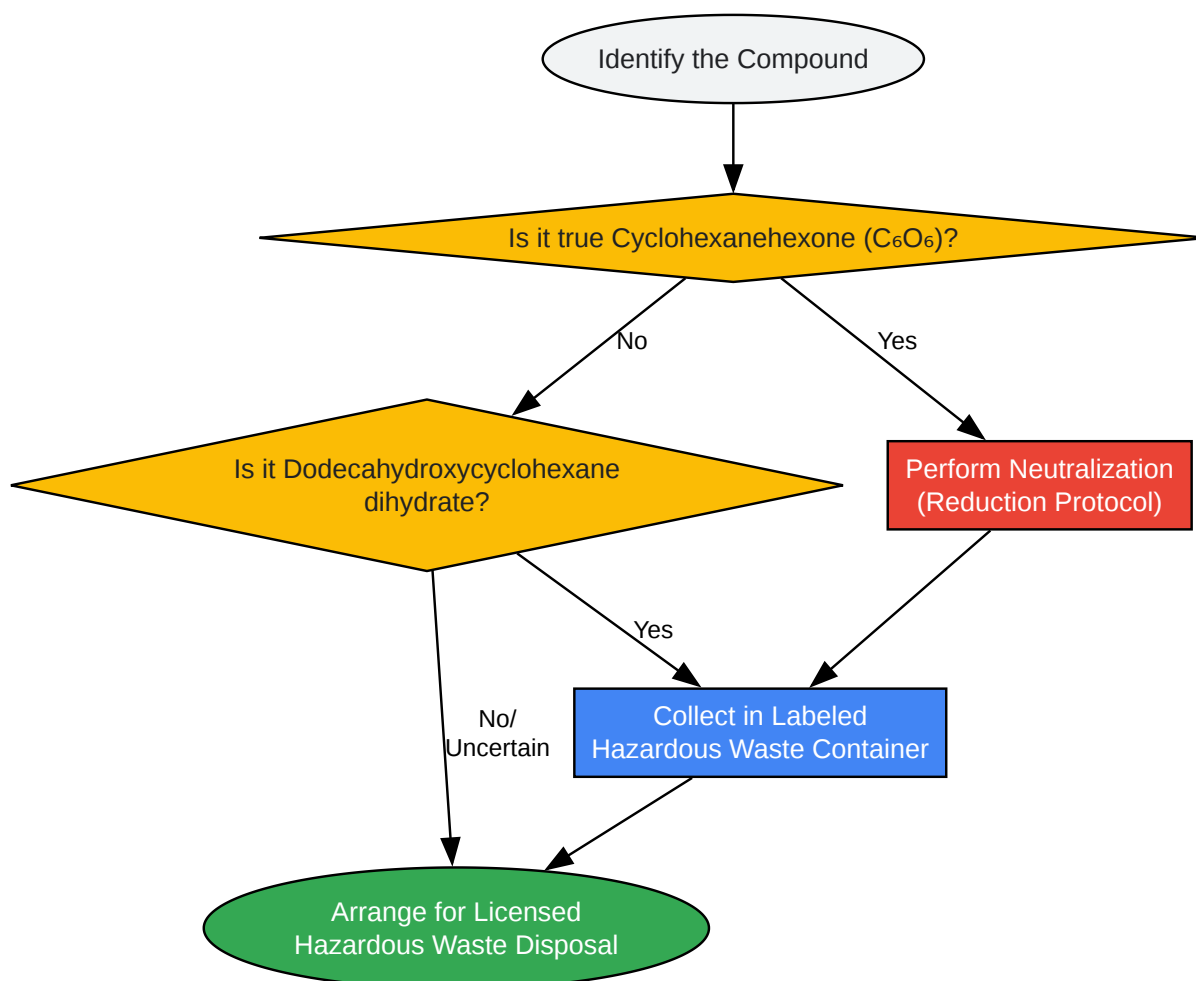 Identify the Compound
Is it true Cyclohexanehexone (C₆O₆)?
No
Yes
Is it Dodecahydroxycyclohexane
dihydrate?
Perform Neutralization
(Reduction Protocol)
Yes
No/
Uncertain
Collect in Labeled
Hazardous Waste Container
Arrange for Licensed
Hazardous Waste Disposal